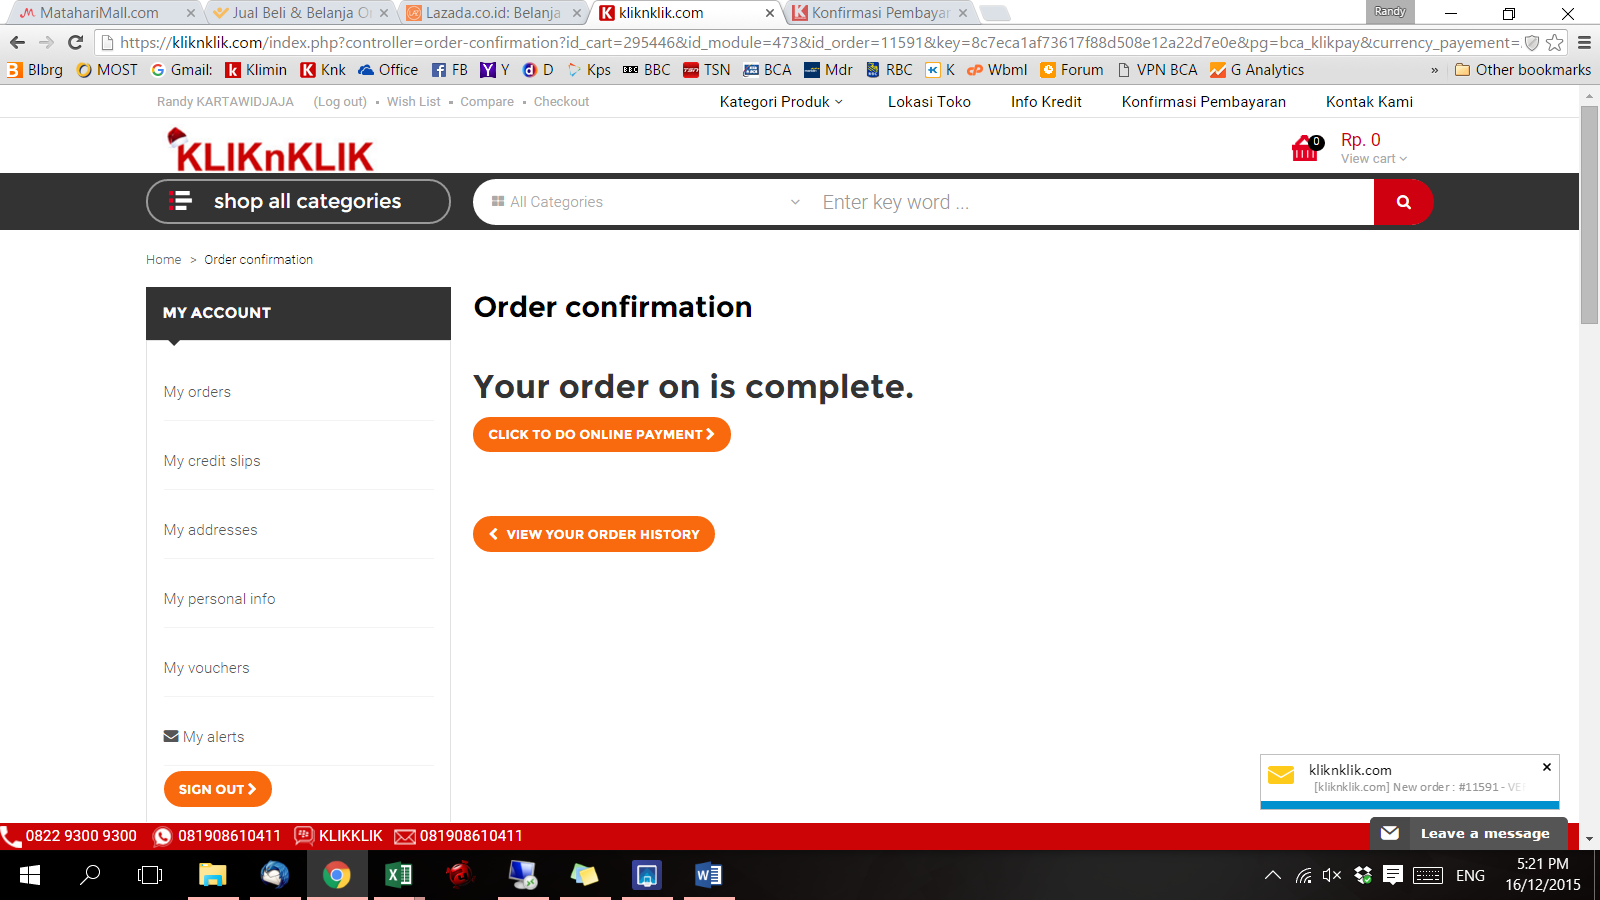 MatahariMall.com
Jual Beli & Belanja O
Lazada.co.id: Belanja
kliknklik.com
Konfirmasi Pembayar
Randy
https://kliknklik.com/index.php?controller=order-confirmation?id_cart=295446&id_module=473&id_order=11591&key=8c7eca1af73617f88d508e12a22d7e0e&pg=bca_klikpay&currency_payement=
Blbrg MOST Gmail: Klimin Knk Office FB Y D Kps BBC TSN BCA Mdr RBC K Wbml Forum VPN BCA G Analytics » Other bookmarks
Randy KARTAWIDJAJA (Log out) Wish List Compare Checkout
Kategori Produk Lokasi Toko Info Kredit Konfirmasi Pembayaran Kontak Kami
KLIKnKLIK
0
Rp. 0
View cart
shop all categories
All Categories
Enter key word ...
Home > Order confirmation
MY ACCOUNT
Order confirmation
Your order on is complete.
CLICK TO DO ONLINE PAYMENT
VIEW YOUR ORDER HISTORY
My orders
My credit slips
My addresses
My personal info
My vouchers
My alerts
SIGN OUT
kliknklik.com
[kliknklik.com] New order : #11591 - VE
0822 9300 9300 081908610411 KLIKKLIK 081908610411
Leave a message
ENG
5:21 PM
16/12/2015